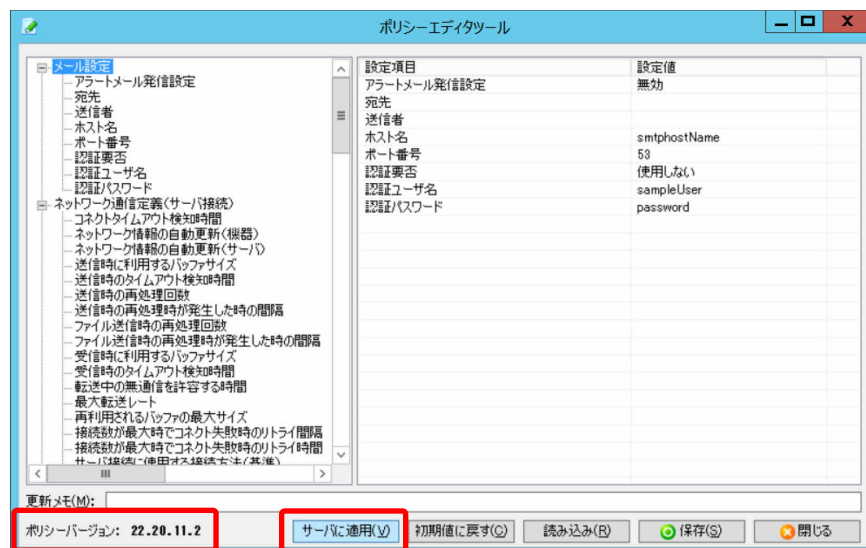 ポリシーエディタツール
メール設定
アラートメール発信設定
宛先
送信者
ホスト名
ポート番号
認証要否
認証ユーザ名
認証パスワード
ネットワーク通信定義(サーバ接続)
コネクトタイムアウト検知時間
ネットワーク情報の自動更新(機器)
ネットワーク情報の自動更新(サーバ)
送信時に利用するバッファサイズ
送信時のタイムアウト検知時間
送信時の再処理回数
送信時の再処理時が発生した時の間隔
ファイル送信時の再処理回数
ファイル送信時の再処理時が発生した時の間隔
受信時に利用するバッファサイズ
受信時のタイムアウト検知時間
転送中の無通信を許容する時間
最大転送レート
再利用されるバッファの最大サイズ
接続数が最大時でコネクト失敗時のリトライ間隔
接続数が最大時でコネクト失敗時のリトライ時間
サーバ接続に使用する接続方法(基準)
設定項目 設定値
アラートメール発信設定 無効
宛先
送信者
ホスト名 smtphostName
ポート番号 53
認証要否 使用しない
認証ユーザ名 sampleUser
認証パスワード password
更新メモ(M):
ポリシーバージョン: 22.20.11.2 サーバに適用(V) 初期値に戻す(C) 読み込み(R) 保存(S) 閉じる